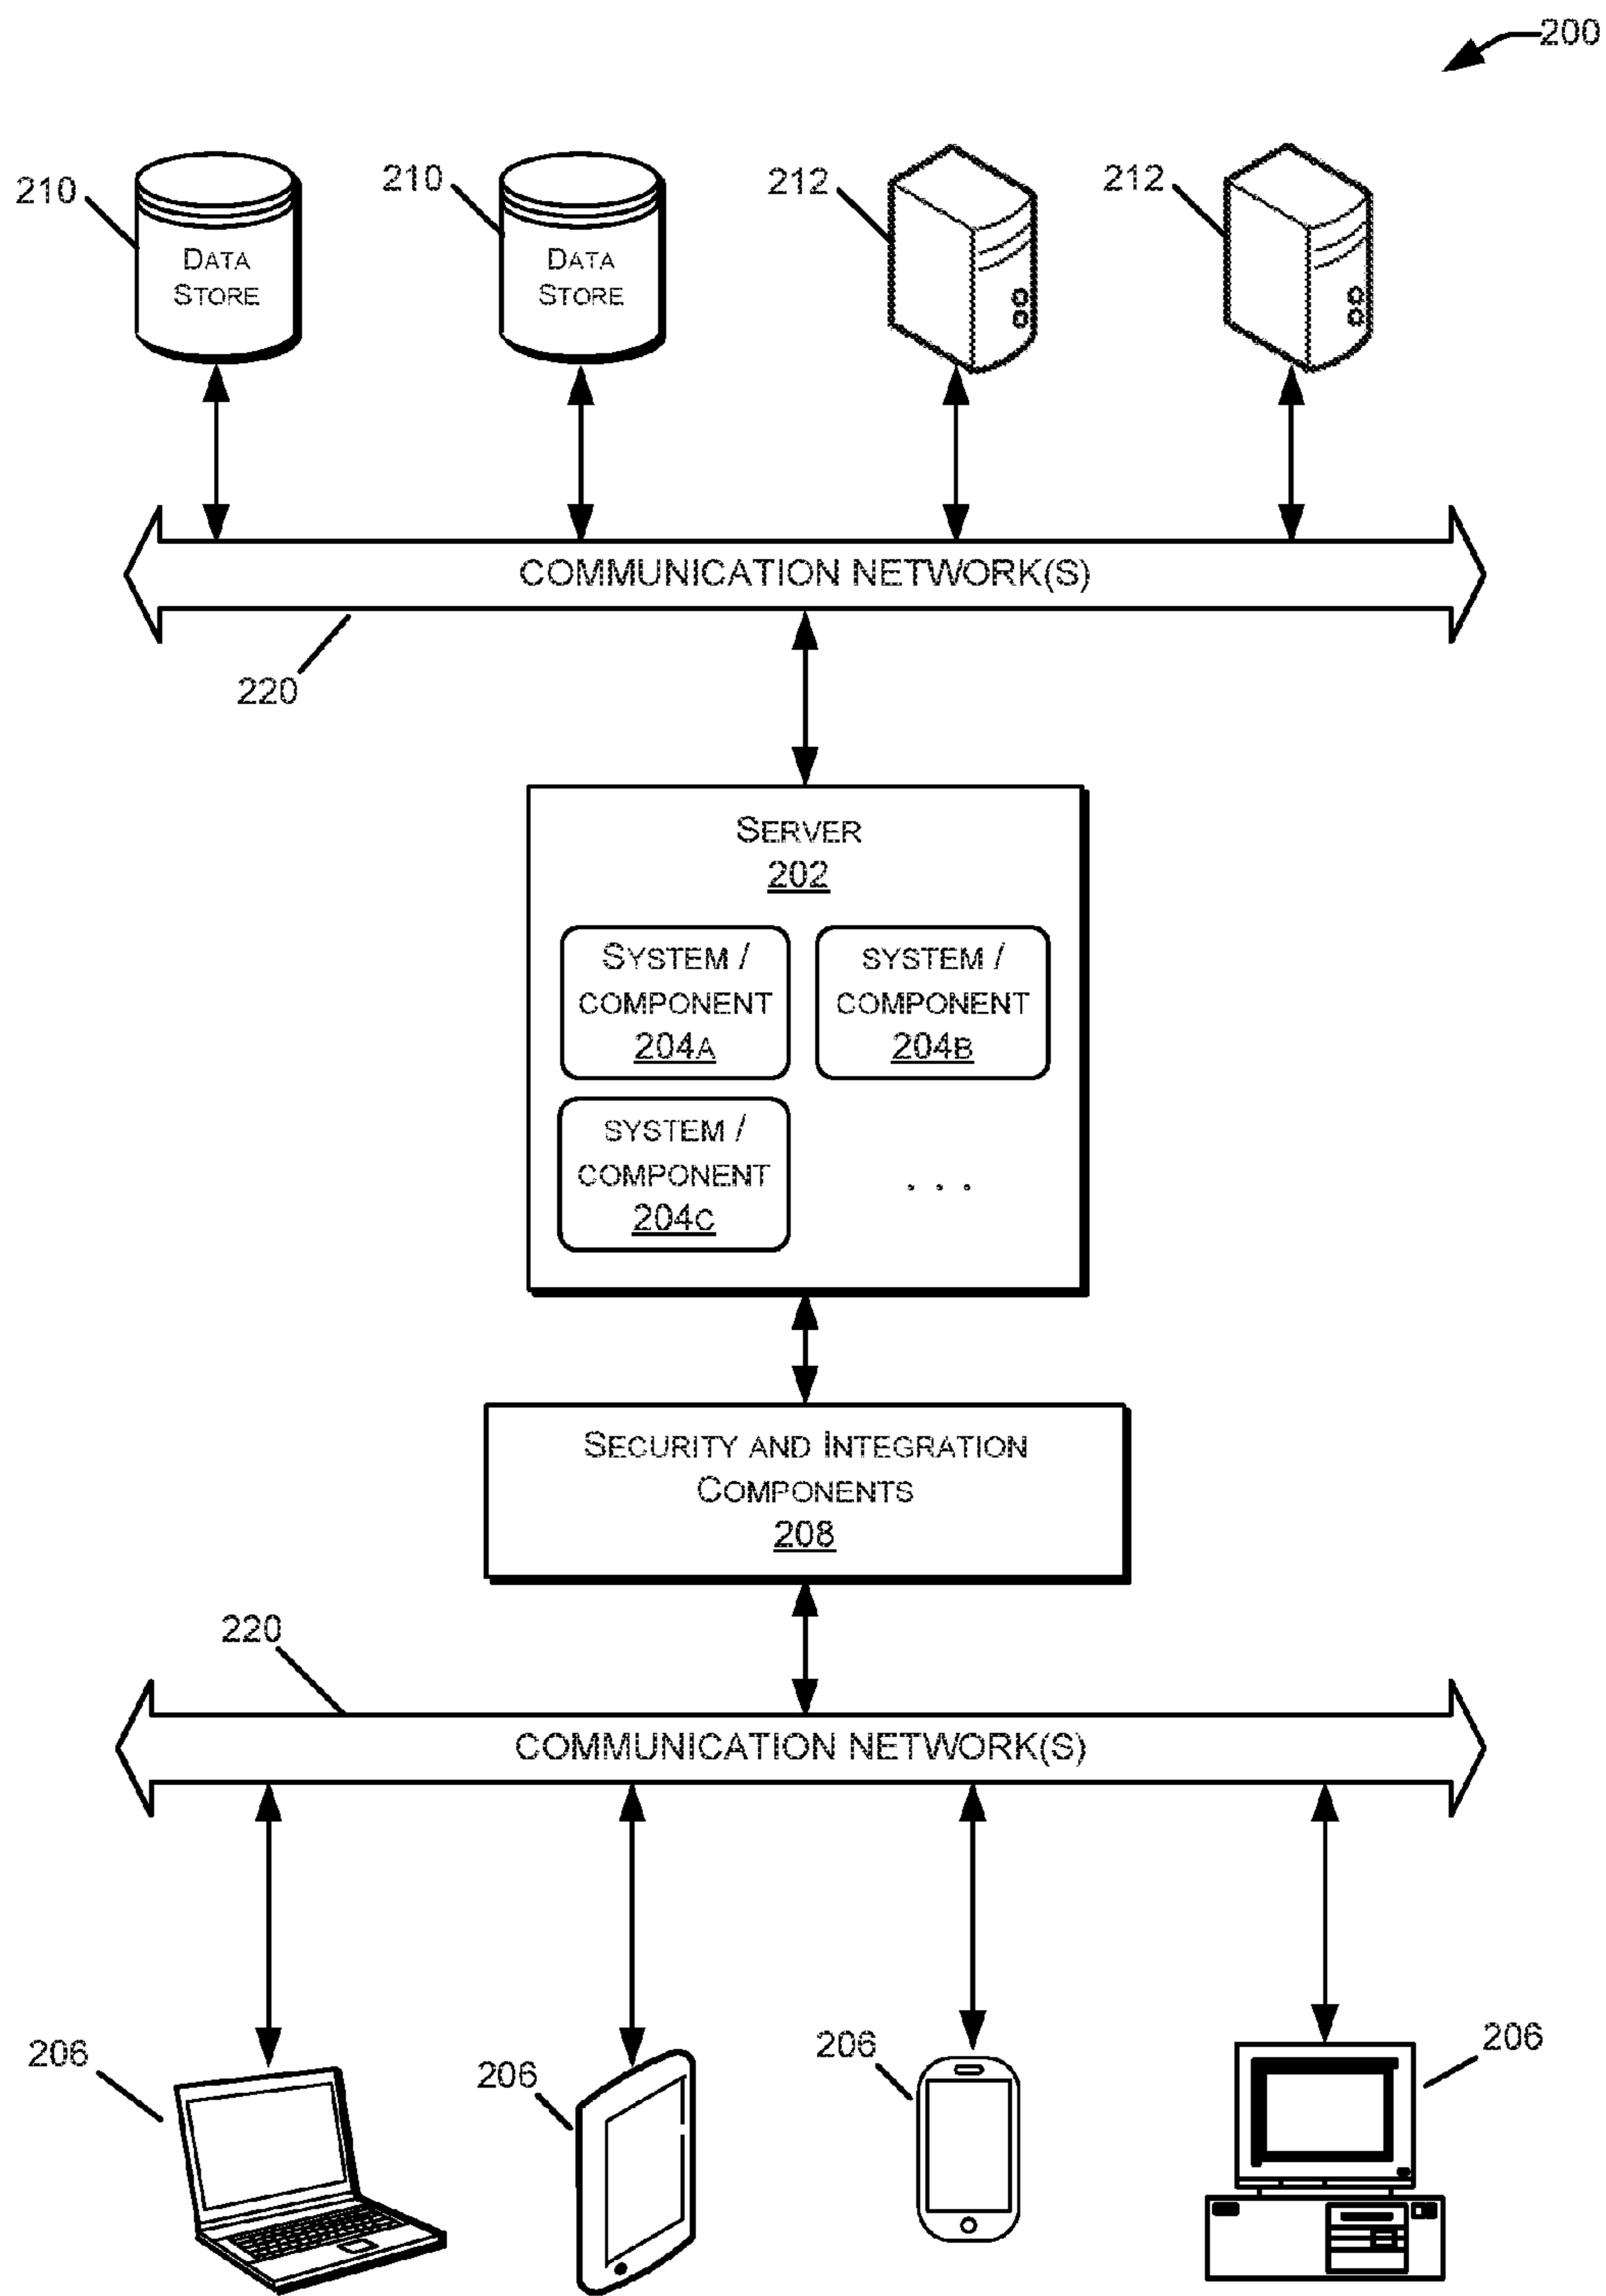 200
210
210
212
212
DATA
STORE
DATA
STORE
COMMUNICATION NETWORK(S)
220
SERVER
202
SYSTEM /
COMPONENT
204A
SYSTEM /
COMPONENT
204B
SYSTEM /
COMPONENT
204C
. . .
SECURITY AND INTEGRATION
COMPONENTS
208
220
COMMUNICATION NETWORK(S)
206
206
206
206